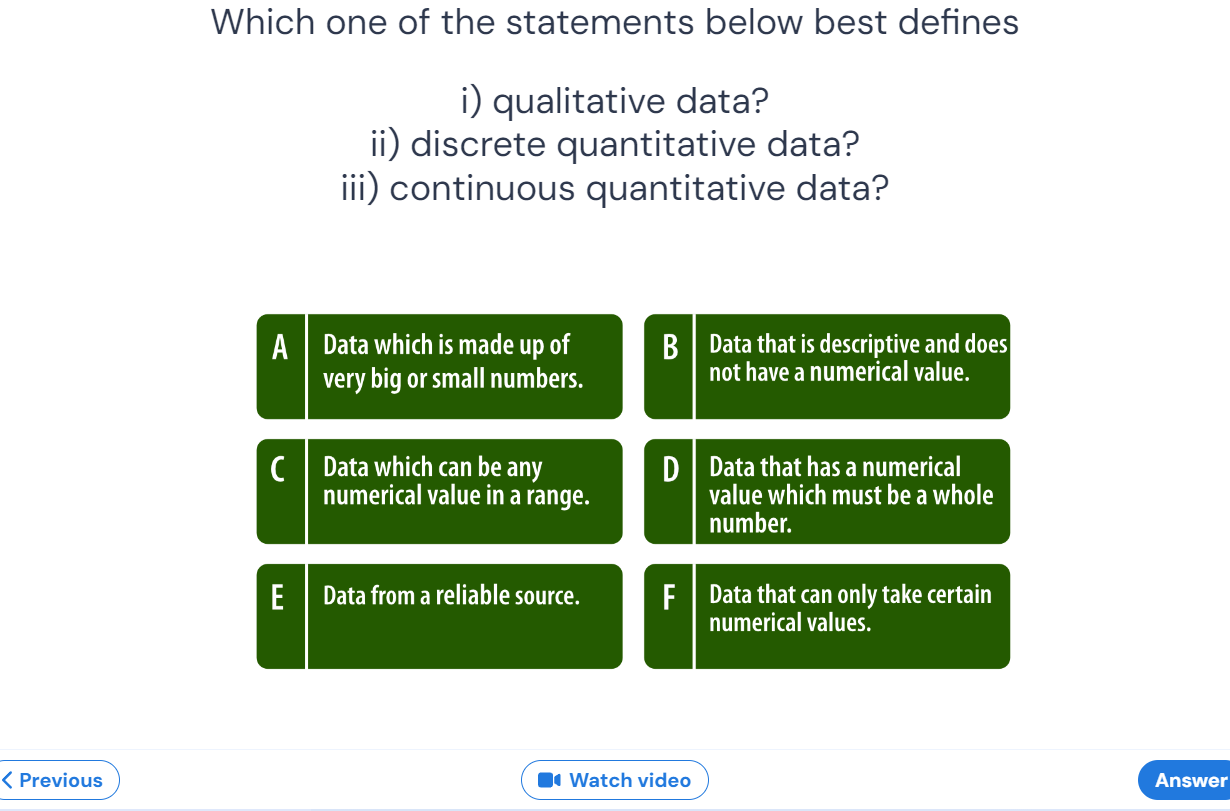 Which one of the statements below best defines
i) qualitative data?
ii) discrete quantitative data?
iii) continuous quantitative data?
A
Data which is made up of
very big or small numbers.
B
Data that is descriptive and does
not have a numerical value.
C
Data which can be any
numerical value in a range.
D
Data that has a numerical
value which must be a whole
number.
E
Data from a reliable source.
F
Data that can only take certain
numerical values.
Previous
Watch video
Answer